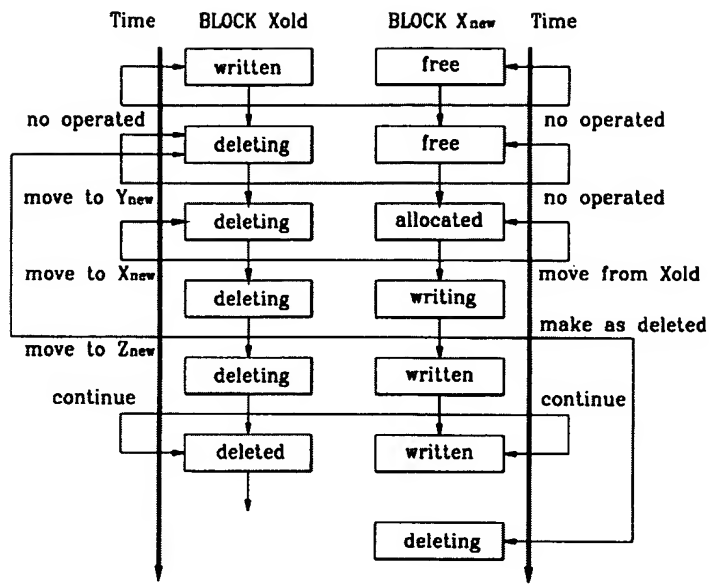 Time BLOCK Xold BLOCK Xnew Time
written free
no operated no operated
deleting free
move to Ynew no operated
deleting allocated
move to Xnew move from Xold
deleting writing
make as deleted
move to Znew
deleting written
continue continue
deleted written
deleting